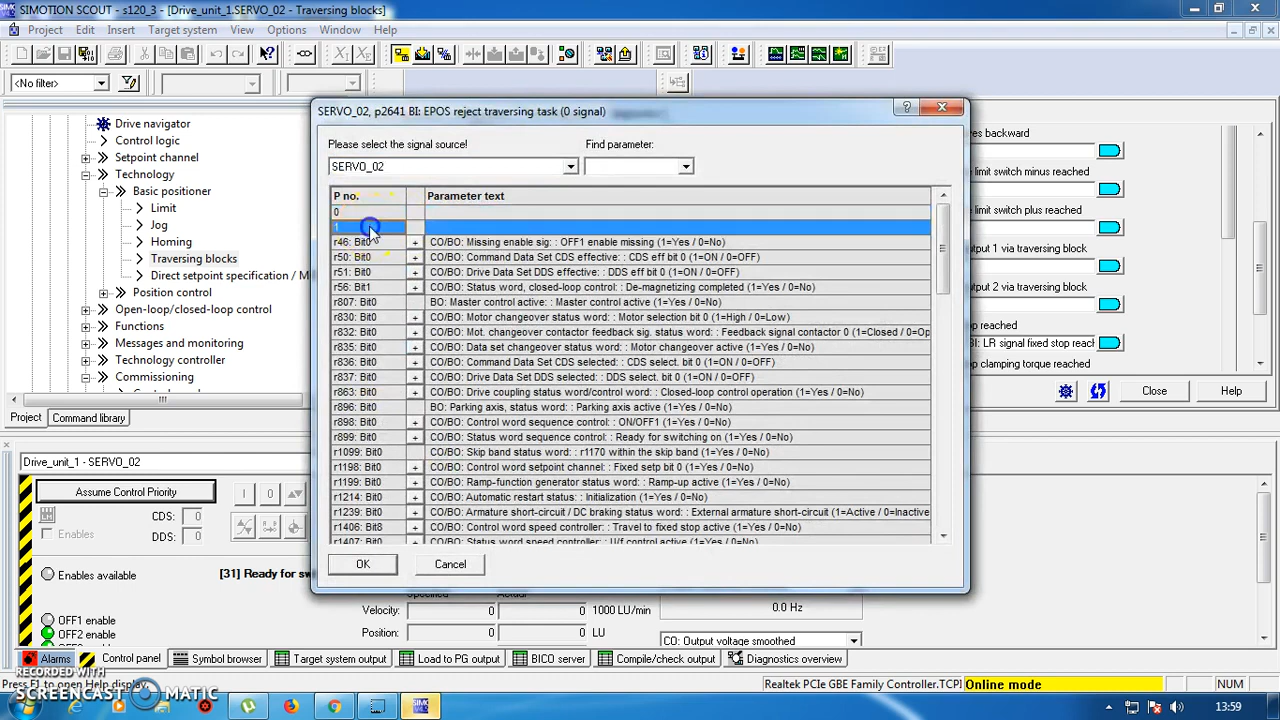 SIMOTION SCOUT - s120_3 - [Drive_unit_1.SERVO_02 - Traversing blocks]
Project Edit Insert Target system View Options Window Help
<No filter>
Drive navigator
Control logic
Setpoint channel
Technology
Basic positioner
Limit
Jog
Homing
Traversing blocks
Direct setpoint specification / M
Position control
Open-loop/closed-loop control
Functions
Messages and monitoring
Technology controller
Commissioning
Project Command library
SERVO_02, p2641 BI: EPOS reject traversing task (0 signal)
Please select the signal source! Find parameter:
SERVO_02
P no. Parameter text
0
1
r46: Bit0 + CO/BO: Missing enable sig: : OFF1 enable missing (1=Yes / 0=No)
r50: Bit0 + CO/BO: Command Data Set CDS effective: : CDS eff bit 0 (1=ON / 0=OFF)
r51: Bit0 + CO/BO: Drive Data Set DDS effective: : DDS eff bit 0 (1=ON / 0=OFF)
r56: Bit1 + CO/BO: Status word, closed-loop control: : De-magnetizing completed (1=Yes / 0=No)
r807: Bit0 BO: Master control active: : Master control active (1=Yes / 0=No)
r830: Bit0 + CO/BO: Motor changeover status word: : Motor selection bit 0 (1=High / 0=Low)
r832: Bit0 + CO/BO: Mot. changeover contactor feedback sig. status word: : Feedback signal contactor 0 (1=Closed / 0=Op
r835: Bit0 + CO/BO: Data set changeover status word: : Motor changeover active (1=Yes / 0=No)
r836: Bit0 + CO/BO: Command Data Set CDS selected: : CDS select. bit 0 (1=ON / 0=OFF)
r837: Bit0 + CO/BO: Drive Data Set DDS selected: : DDS select. bit 0 (1=ON / 0=OFF)
r863: Bit0 + CO/BO: Drive coupling status word/control word: : Closed-loop control operation (1=Yes / 0=No)
r896: Bit0 BO: Parking axis, status word: : Parking axis active (1=Yes / 0=No)
r898: Bit0 + CO/BO: Control word sequence control: : ON/OFF1 (1=Yes / 0=No)
r899: Bit0 + CO/BO: Status word sequence control: : Ready for switching on (1=Yes / 0=No)
r1099: Bit0 CO/BO: Skip band status word: : r1170 within the skip band (1=Yes / 0=No)
r1198: Bit0 + CO/BO: Control word setpoint channel: : Fixed setp bit 0 (1=Yes / 0=No)
r1199: Bit0 + CO/BO: Ramp-function generator status word: : Ramp-up active (1=Yes / 0=No)
r1214: Bit0 + CO/BO: Automatic restart status: : Initialization (1=Yes / 0=No)
r1239: Bit0 + CO/BO: Armature short-circuit / DC braking status word: : External armature short-circuit (1=Active / 0=Inactive
r1406: Bit8 + CO/BO: Control word speed controller: : Travel to fixed stop active (1=Yes / 0=No)
r1407: Bit0 + CO/BO: Status word speed controller: : U/f control active (1=Yes / 0=No)
OK Cancel
es backward
e limit switch minus reached
e limit switch plus reached
utput 1 via traversing block
utput 2 via traversing block
op reached
BI: LR signal fixed stop reach
p clamping torque reached
Close Help
Drive_unit_1 - SERVO_02
Assume Control Priority I 0
CDS: 0
Enables DDS: 0
Enables available [31] Ready for sw
OFF1 enable
OFF2 enable
Velocity: 0 0 1000 LU/min 0.0 Hz
Position: 0 0 LU CO: Output voltage smoothed
Alarms Control panel Symbol browser Target system output Load to PG output BICO server Compile/check output Diagnostics overview
Press F1 to open Help display.
Realtek PCIe GBE Family Controller.TCPI Online mode NUM
RECORDED WITH
SCREENCAST MATIC
13:59